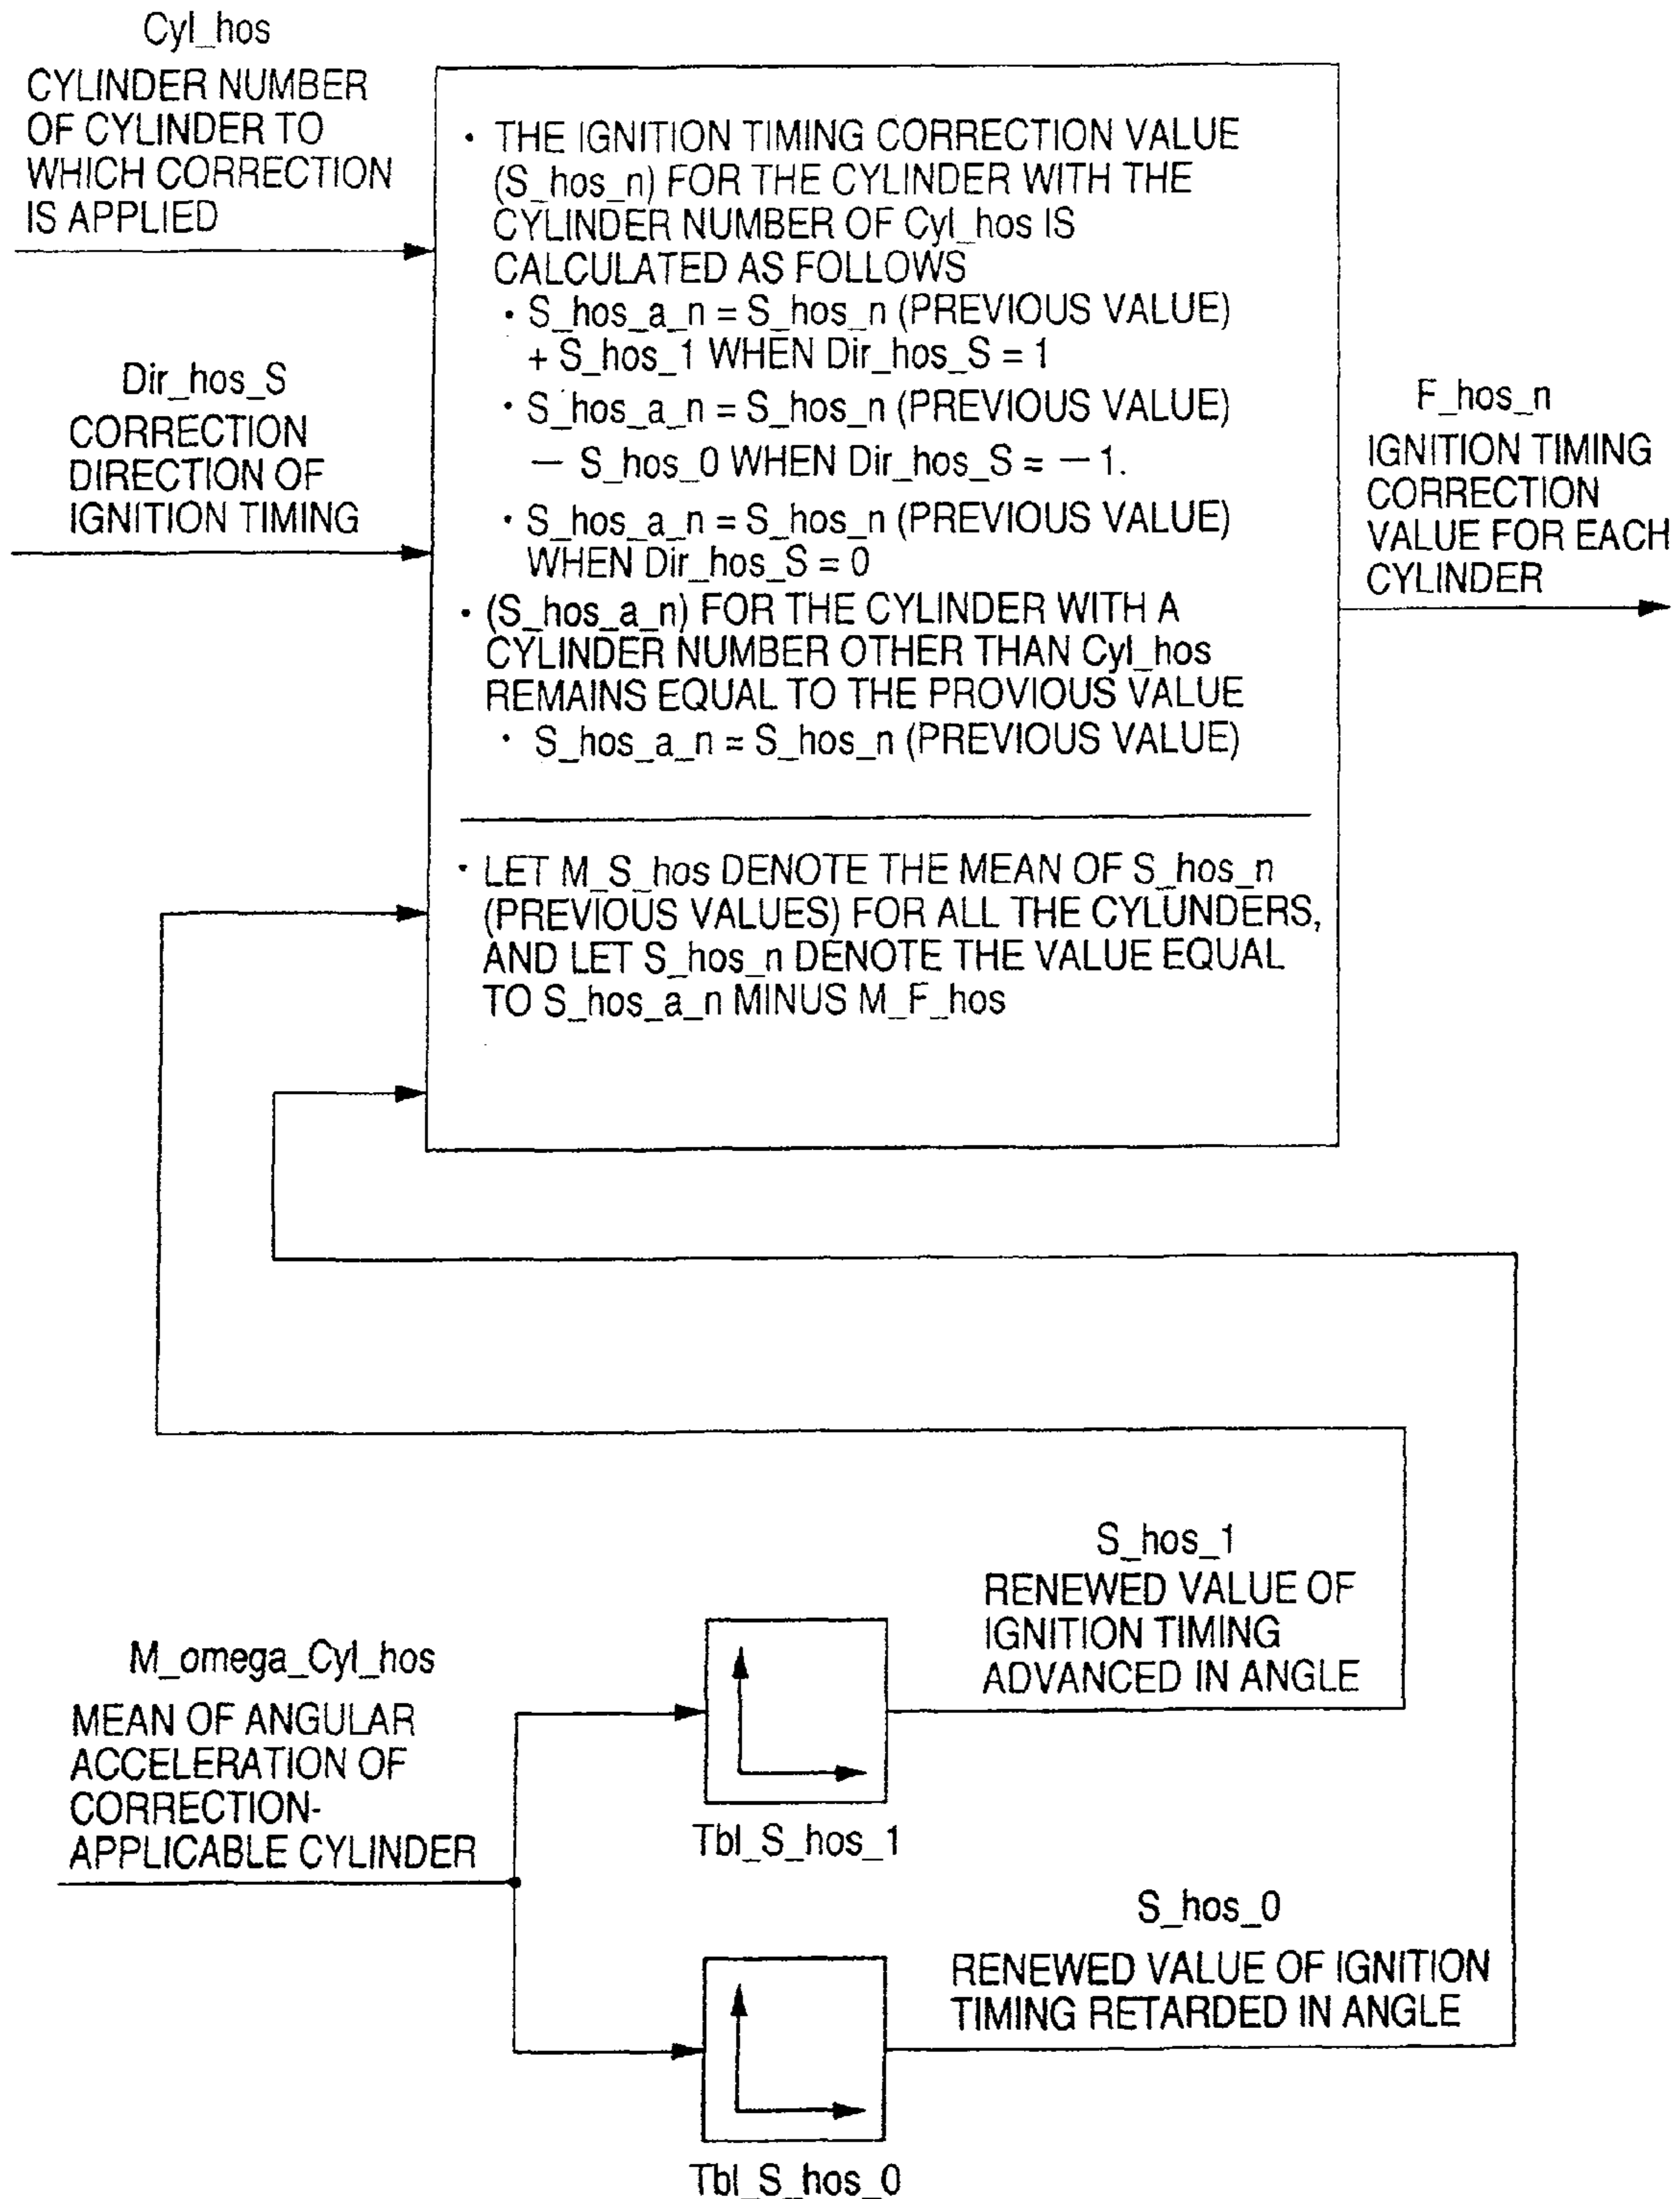 Cyl_hos
CYLINDER NUMBER
OF CYLINDER TO
WHICH CORRECTION
IS APPLIED
Dir_hos_S
CORRECTION
DIRECTION OF
IGNITION TIMING
· THE IGNITION TIMING CORRECTION VALUE
(S_hos_n) FOR THE CYLINDER WITH THE
CYLINDER NUMBER OF Cyl_hos IS
CALCULATED AS FOLLOWS
· S_hos_a_n = S_hos_n (PREVIOUS VALUE)
+ S_hos_1 WHEN Dir_hos_S = 1
· S_hos_a_n = S_hos_n (PREVIOUS VALUE)
— S_hos_0 WHEN Dir_hos_S = — 1.
· S_hos_a_n = S_hos_n (PREVIOUS VALUE)
WHEN Dir_hos_S = 0
· (S_hos_a_n) FOR THE CYLINDER WITH A
CYLINDER NUMBER OTHER THAN Cyl_hos
REMAINS EQUAL TO THE PROVIOUS VALUE
· S_hos_a_n = S_hos_n (PREVIOUS VALUE)
· LET M_S_hos DENOTE THE MEAN OF S_hos_n
(PREVIOUS VALUES) FOR ALL THE CYLUNDERS,
AND LET S_hos_n DENOTE THE VALUE EQUAL
TO S_hos_a_n MINUS M_F_hos
F_hos_n
IGNITION TIMING
CORRECTION
VALUE FOR EACH
CYLINDER
M_omega_Cyl_hos
MEAN OF ANGULAR
ACCELERATION OF
CORRECTION-
APPLICABLE CYLINDER
S_hos_1
RENEWED VALUE OF
IGNITION TIMING
ADVANCED IN ANGLE
Tbl_S_hos_1
S_hos_0
RENEWED VALUE OF IGNITION
TIMING RETARDED IN ANGLE
Tbl_S_hos_0